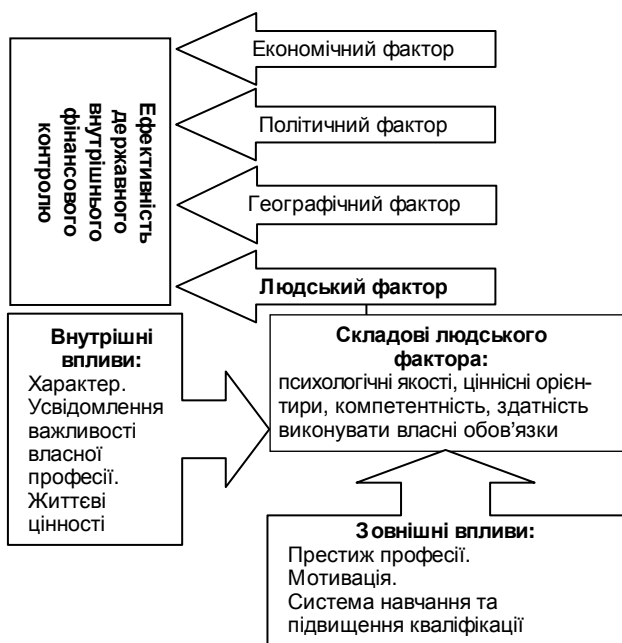 Ефективність
державного
внутрішнього
фінансового
контролю
Економічний фактор
Політичний фактор
Географічний фактор
Людський фактор
Внутрішні
впливи:
Характер.
Усвідомлення
важливості
власної
професії.
Життєві
цінності
Складові людського
фактора:
психологічні якості, ціннісні орієн-
тири, компетентність, здатність
виконувати власні обов'язки
Зовнішні впливи:
Престиж професії.
Мотивація.
Система навчання та
підвищення кваліфікації